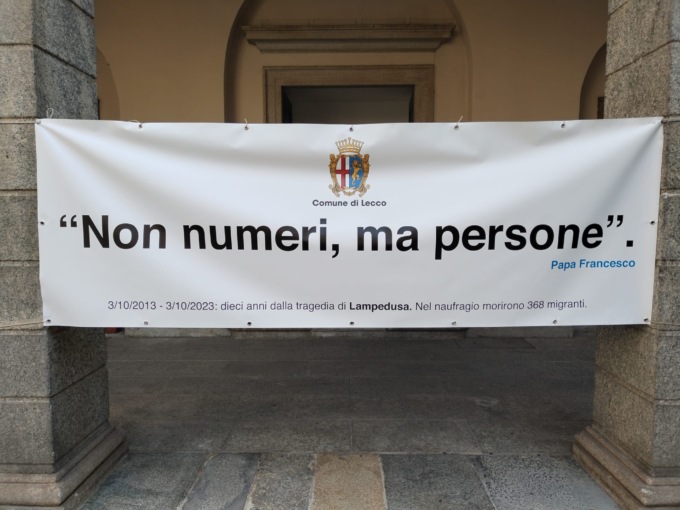 Comune di Lecco
“Non numeri, ma persone”.
Papa Francesco
3/10/2013 - 3/10/2023: dieci anni dalla tragedia di Lampedusa. Nel naufragio morirono 368 migranti.